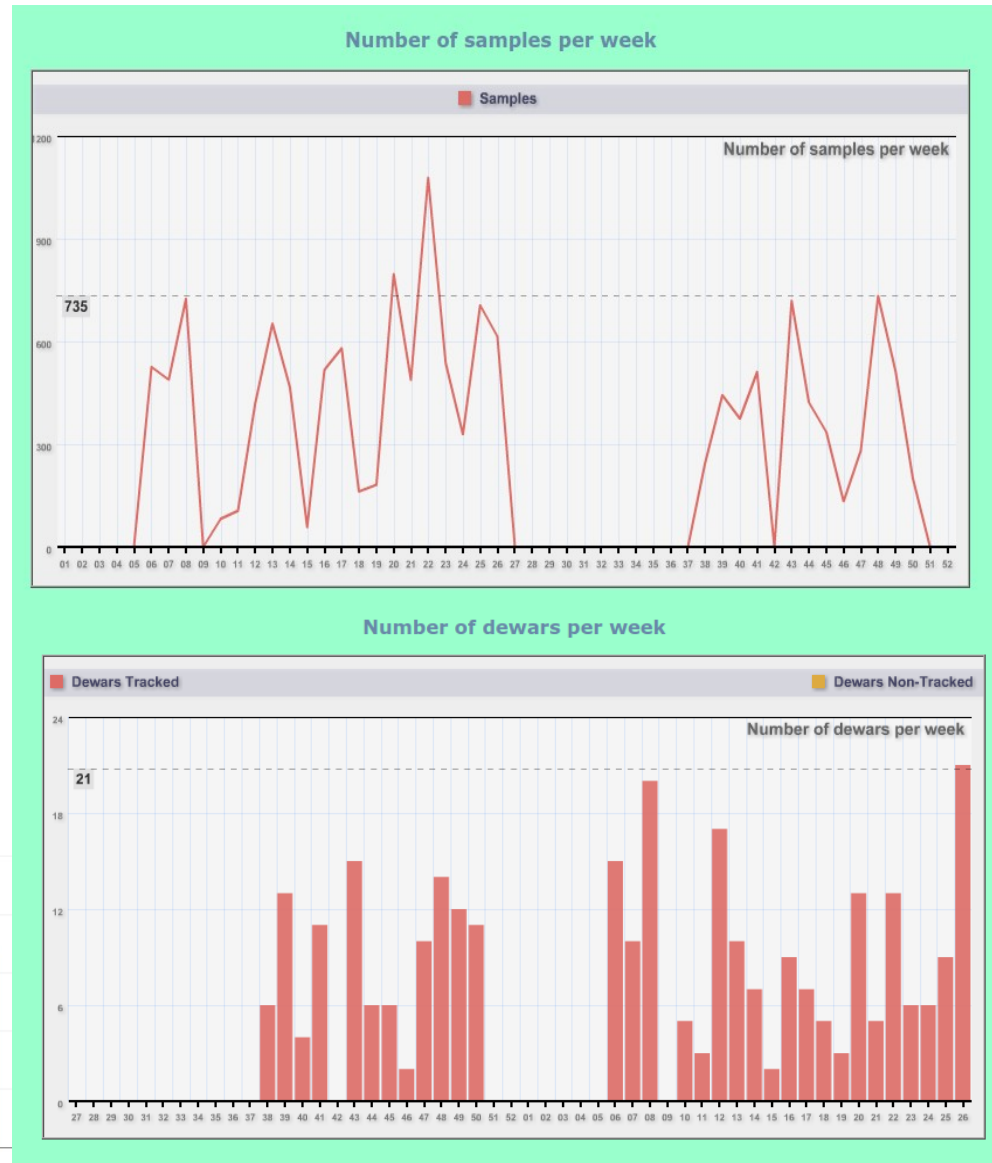 Number of samples per week
Samples
Number of samples per week
1200
900
735
600
300
0
01 02 03 04 05 06 07 08 09 10 11 12 13 14 15 16 17 18 19 20 21 22 23 24 25 26 27 28 29 30 31 32 33 34 35 36 37 38 39 40 41 42 43 44 45 46 47 48 49 50 51 52
Number of dewars per week
Dewars Tracked Dewars Non-Tracked
24
Number of dewars per week
21
18
12
6
0
27 28 29 30 31 32 33 34 35 36 37 38 39 40 41 42 43 44 45 46 47 48 49 50 51 52 01 02 03 04 05 06 07 08 09 10 11 12 13 14 15 16 17 18 19 20 21 22 23 24 25 26